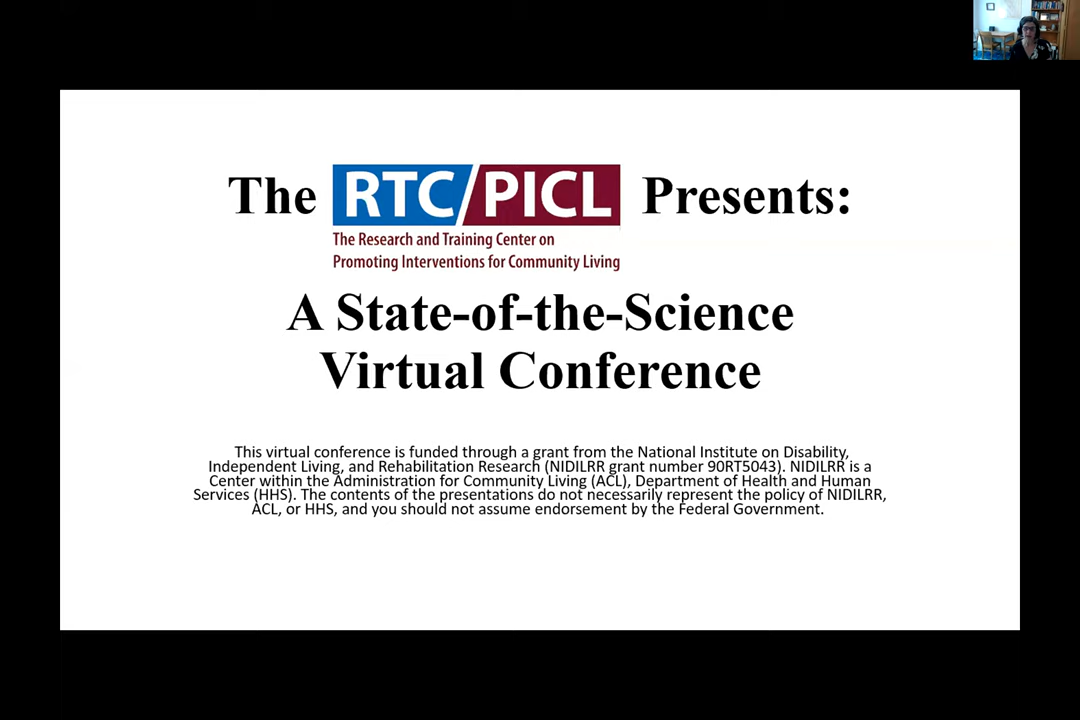 The RTC/PICL Presents:
The Research and Training Center on
Promoting Interventions for Community Living
A State-of-the-Science
Virtual Conference
This virtual conference is funded through a grant from the National Institute on Disability,
Independent Living, and Rehabilitation Research (NIDILRR grant number 90RT5043). NIDILRR is a
Center within the Administration for Community Living (ACL), Department of Health and Human
Services (HHS). The contents of the presentations do not necessarily represent the policy of NIDILRR,
ACL, or HHS, and you should not assume endorsement by the Federal Government.